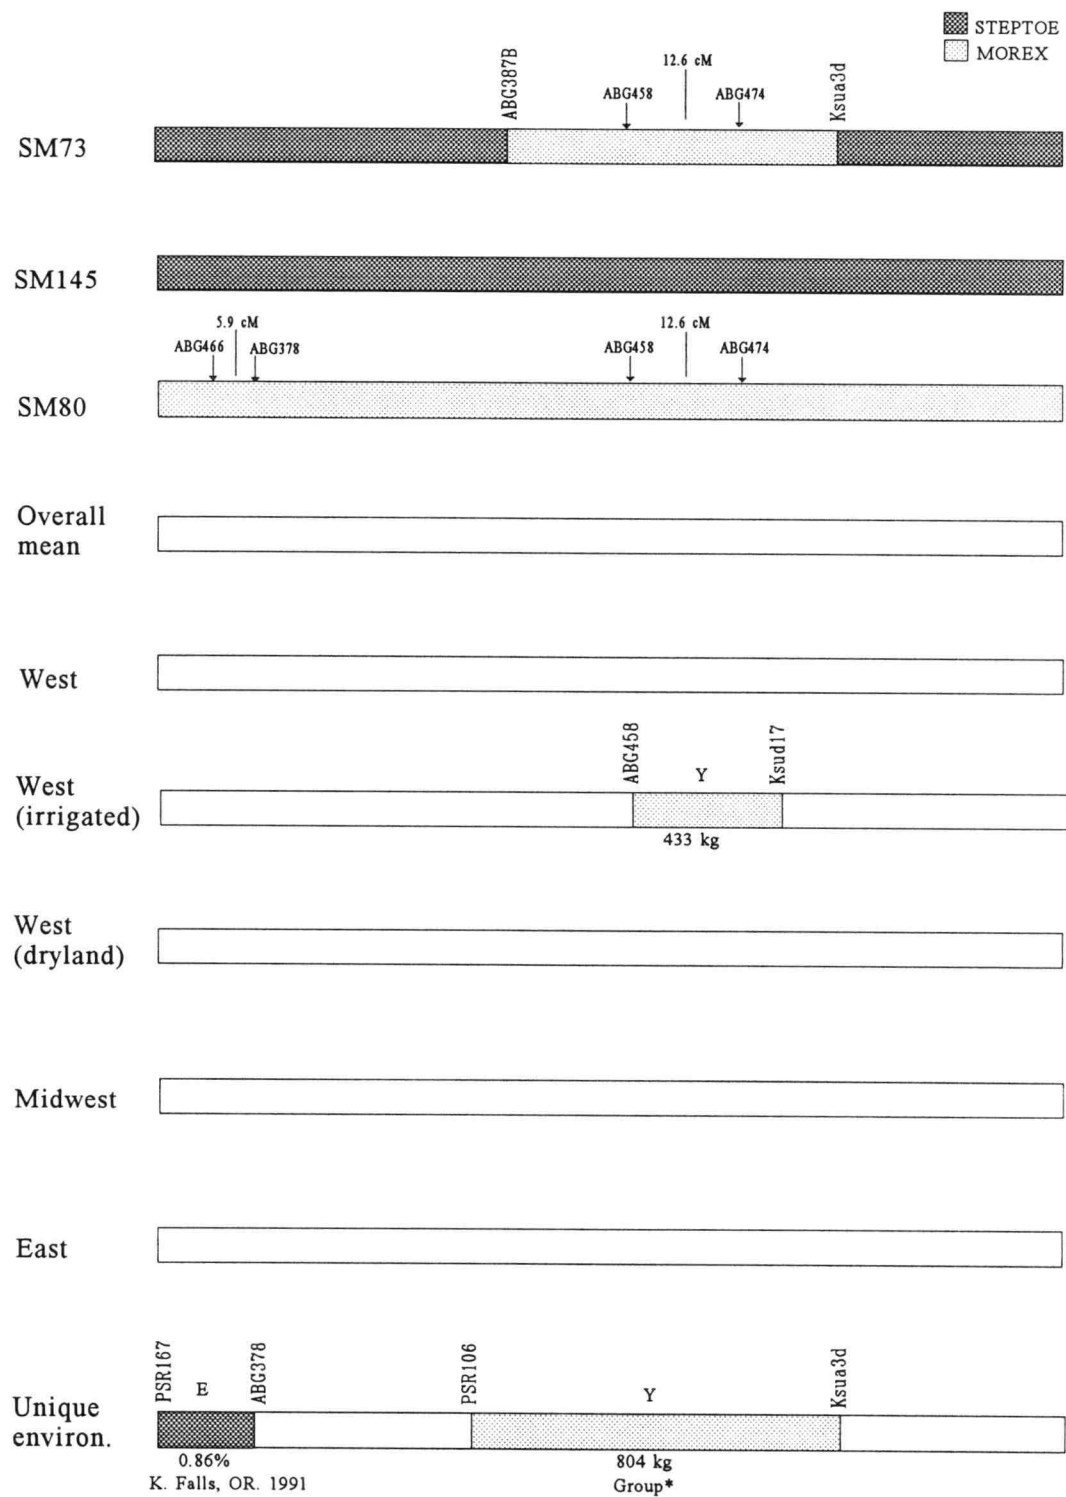 STEPTOE
MOREX
ABG387B
ABG458
12.6 cM
ABG474
Ksua3d
SM73
SM145
5.9 cM
12.6 cM
ABG466
ABG378
ABG458
ABG474
SM80
Overall
mean
West
ABG458
Y
Ksud17
West
(irrigated)
433 kg
West
(dryland)
Midwest
East
PSR167
E
ABG378
PSR106
Y
Ksua3d
Unique
environ.
0.86%
804 kg
K. Falls, OR. 1991
Group*